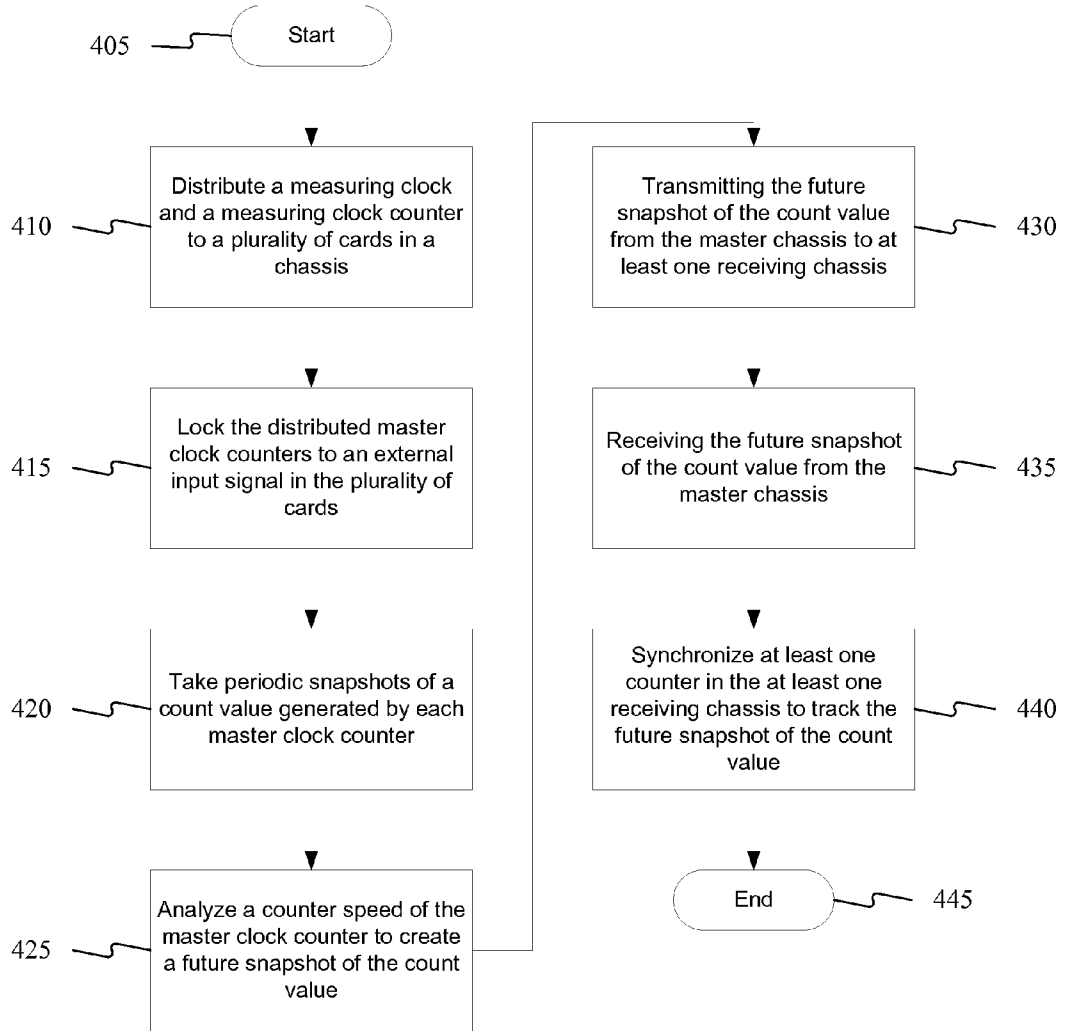 405
Start
410
Distribute a measuring clock
and a measuring clock counter
to a plurality of cards in a
chassis
415
Lock the distributed master
clock counters to an external
input signal in the plurality of
cards
420
Take periodic snapshots of a
count value generated by each
master clock counter
425
Analyze a counter speed of the
master clock counter to create
a future snapshot of the count
value
Transmitting the future
snapshot of the count value
from the master chassis to at
least one receiving chassis
430
Receiving the future snapshot
of the count value from the
master chassis
435
Synchronize at least one
counter in the at least one
receiving chassis to track the
future snapshot of the count
value
440
End
445